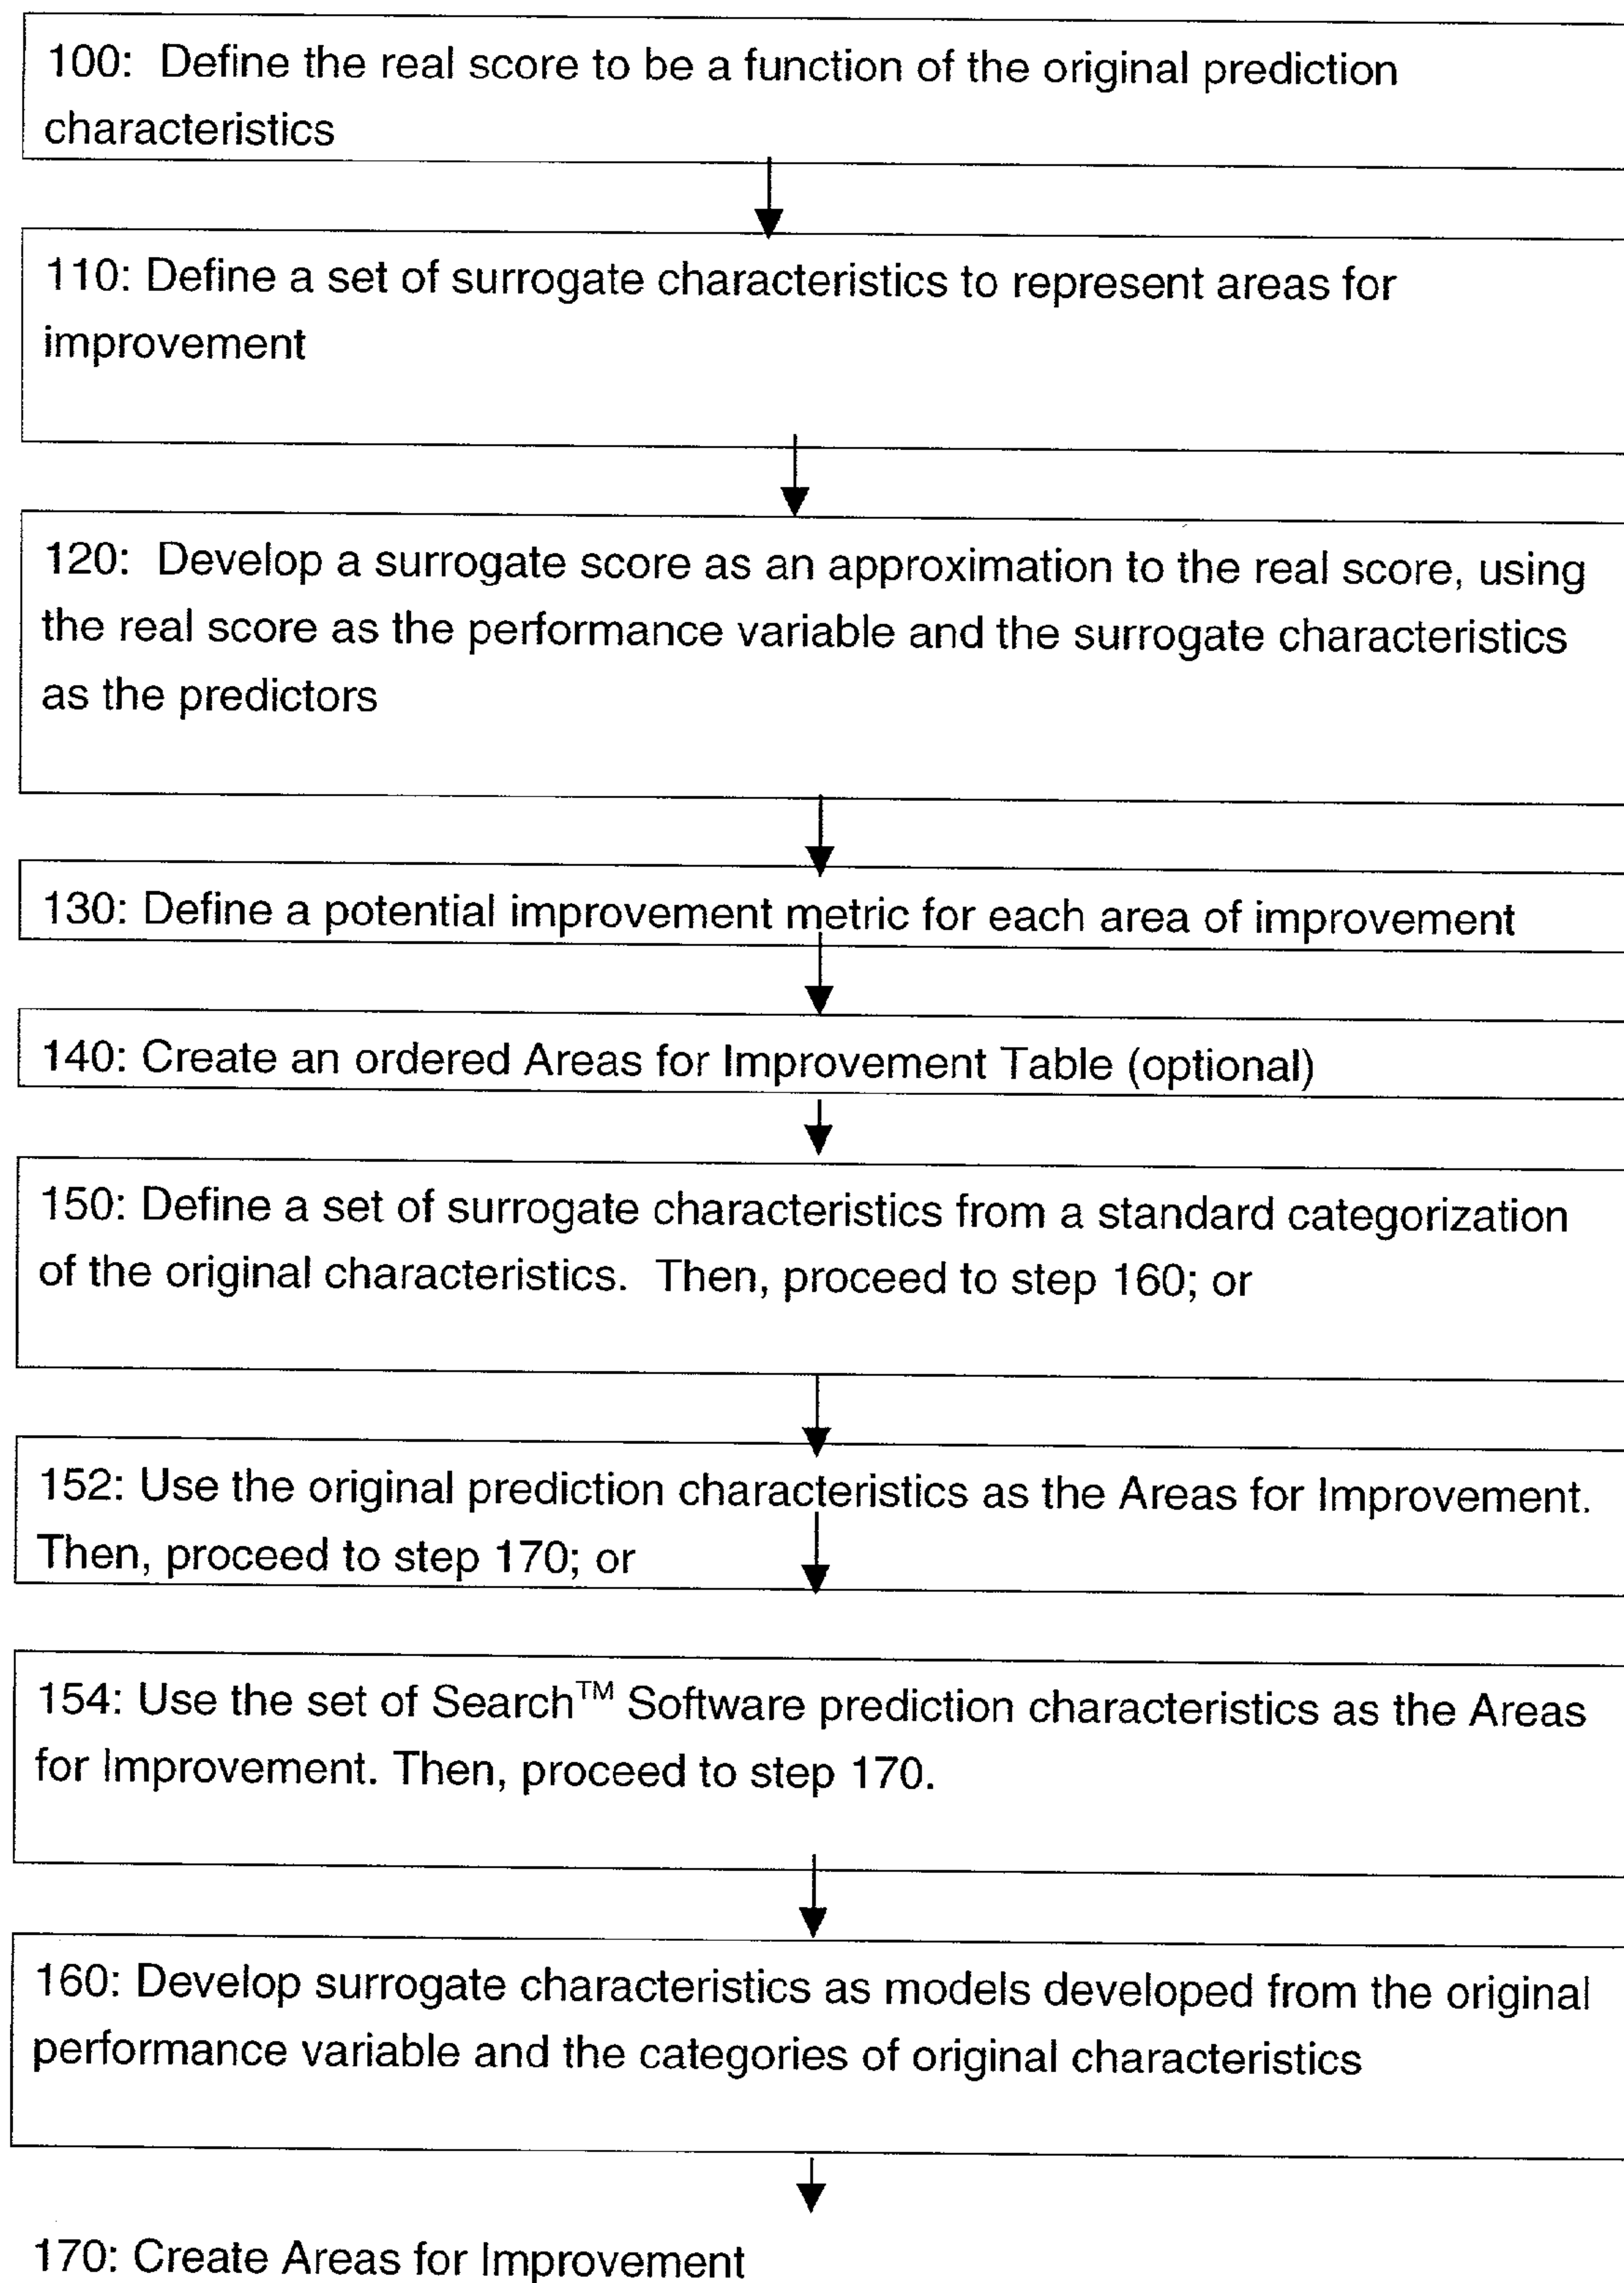 100: Define the real score to be a function of the original prediction
characteristics
110: Define a set of surrogate characteristics to represent areas for
improvement
120: Develop a surrogate score as an approximation to the real score, using
the real score as the performance variable and the surrogate characteristics
as the predictors
130: Define a potential improvement metric for each area of improvement
140: Create an ordered Areas for Improvement Table (optional)
150: Define a set of surrogate characteristics from a standard categorization
of the original characteristics. Then, proceed to step 160; or
152: Use the original prediction characteristics as the Areas for Improvement.
Then, proceed to step 170; or
154: Use the set of Search™ Software prediction characteristics as the Areas
for Improvement. Then, proceed to step 170.
160: Develop surrogate characteristics as models developed from the original
performance variable and the categories of original characteristics
170: Create Areas for Improvement